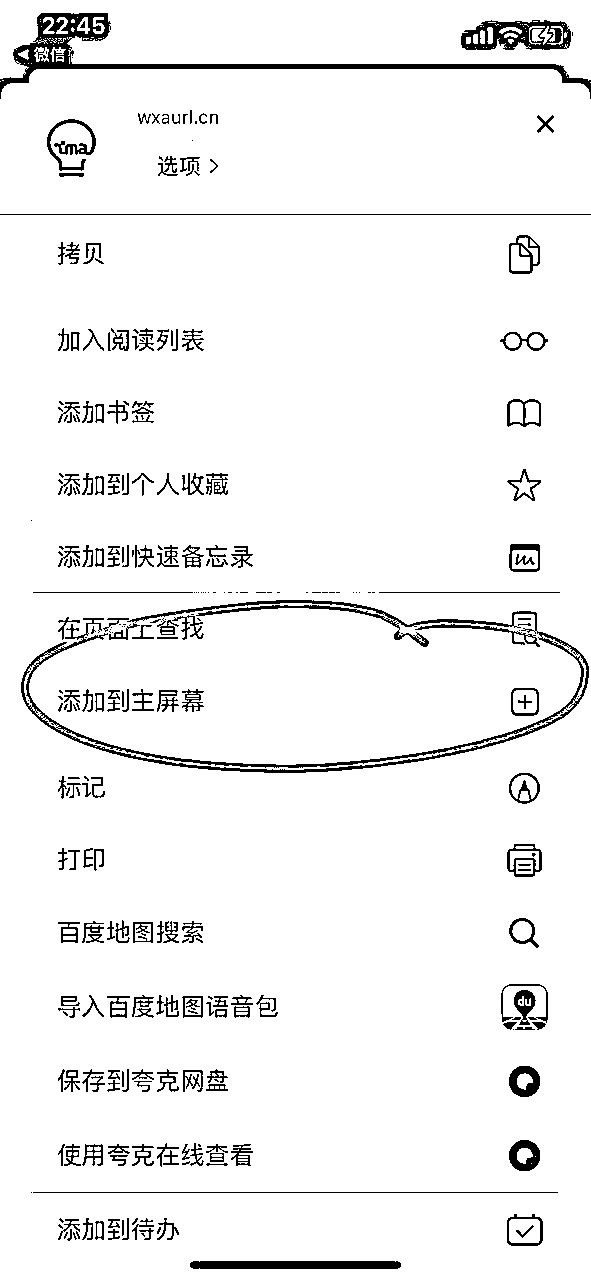 22:45
微信
ima
wxaurl.cn
选项
拷贝
加入阅读列表
添加书签
添加到个人收藏
添加到快速备忘录
在页面上查找
添加到主屏幕
标记
打印
百度地图搜索
导入百度地图语音包
du
保存到夸克网盘
使用夸克在线查看
添加到待办